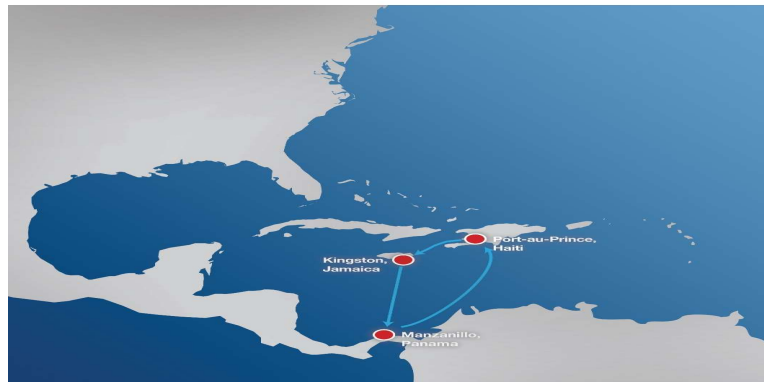 Port-au-Prince,
Haiti
Kingston,
Jamaica
Manzanillo,
Panama